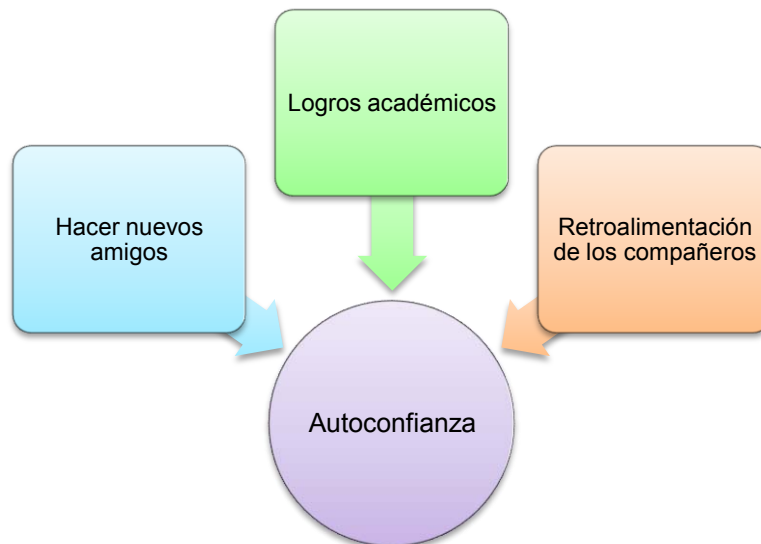 Logros académicos
Hacer nuevos
amigos
Retroalimentación
de los compañeros
Autoconfianza